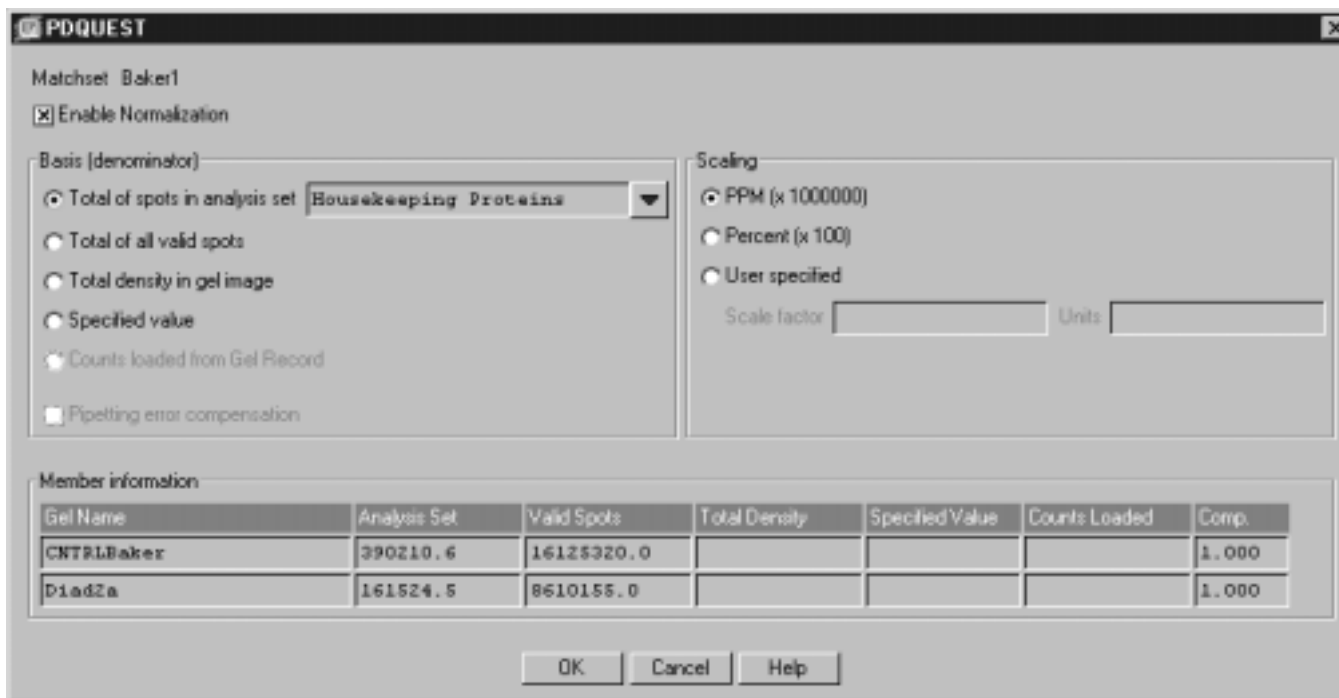 PDQUEST
Matchset Baker1
Enable Normalization
Basis (denominator)
Total of spots in analysis set Housekeeping Proteins
Total of all valid spots
Total density in gel image
Specified value
Counts loaded from Gel Record
Pipetting error compensation
Scaling
PPM (x 1000000)
Percent (x 100)
User specified
Scale factor Units
Member information
Gel Name Analysis Set Valid Spots Total Density Specified Value Counts Loaded Comp.
CNTRLBaker 390210.6 16125320.0 1.000
Diad2a 161524.5 8610155.0 1.000
OK Cancel Help